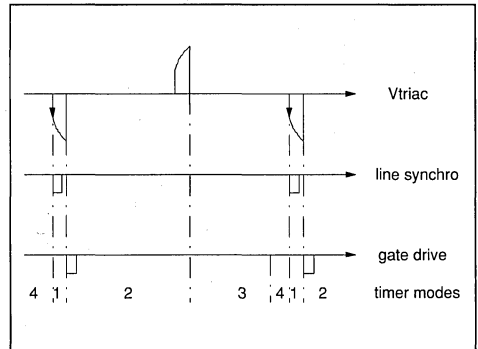 Vtriac
line synchro
gate drive
4 1 2 3 4 1 2 timer modes